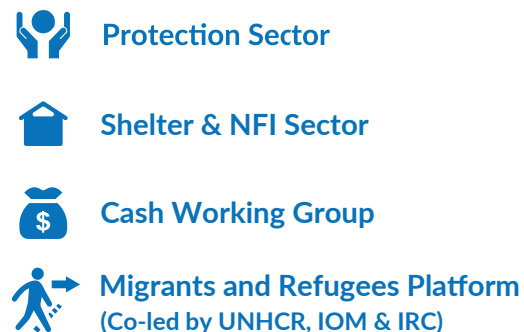 Protection Sector
Shelter & NFI Sector
$
Cash Working Group
Migrants and Refugees Platform
(Co-led by UNHCR, IOM & IRC)